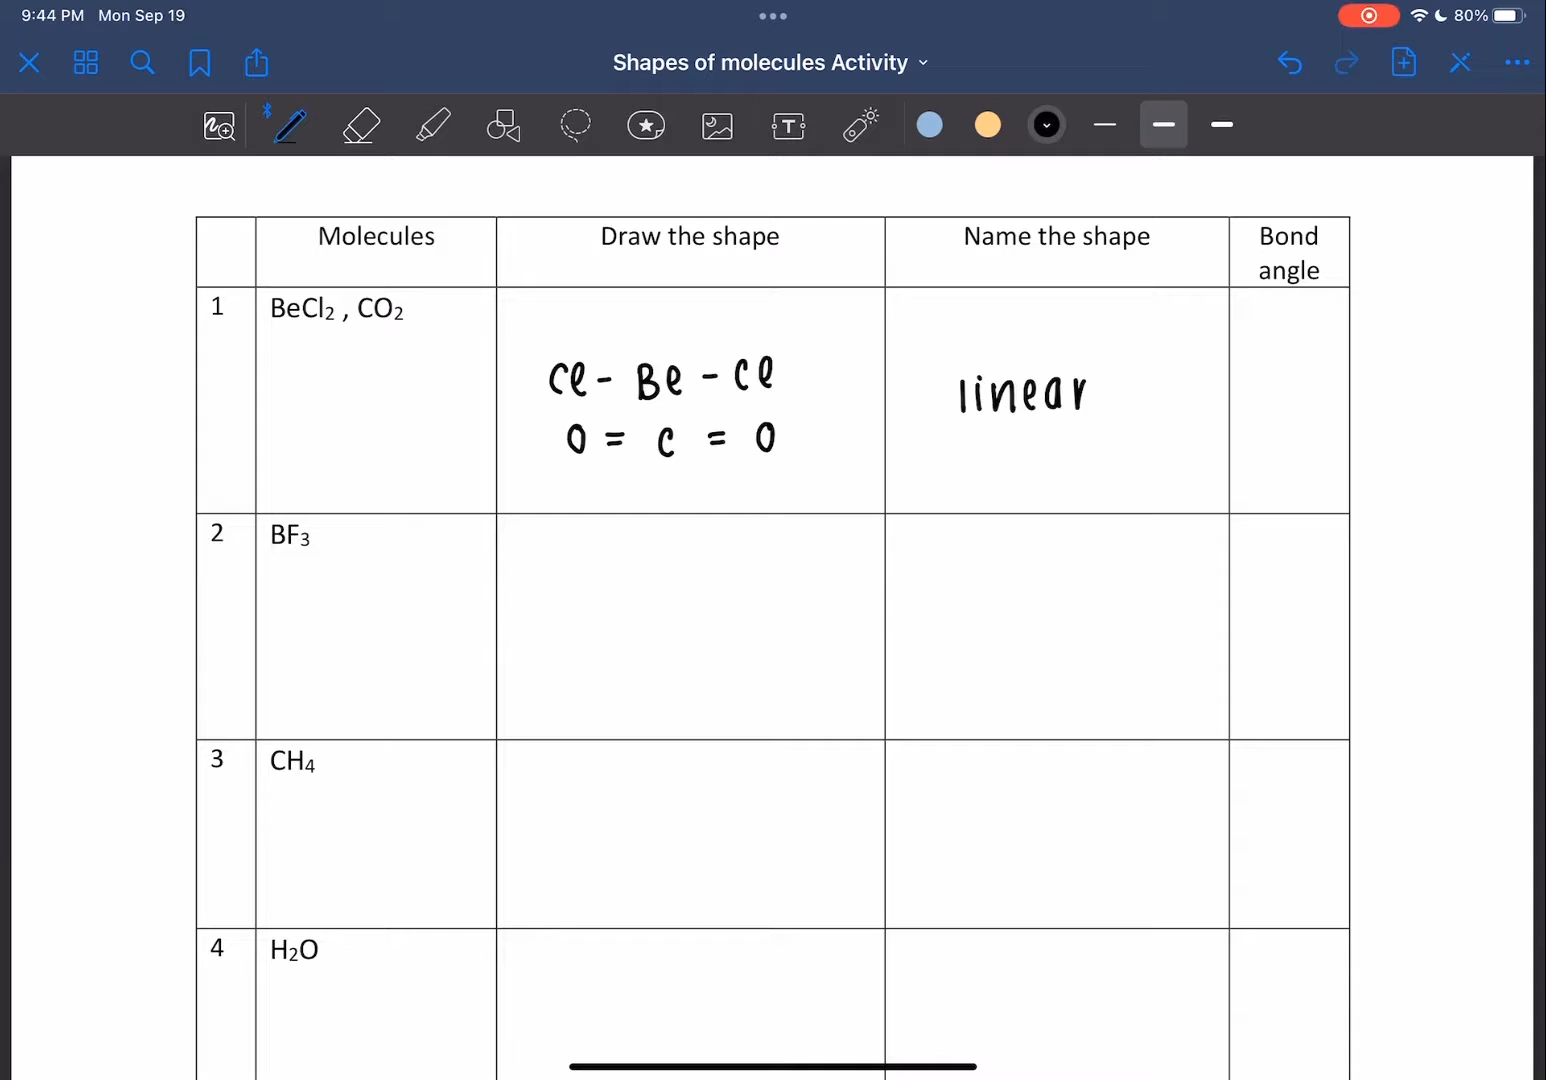 9:44 PM Mon Sep 19
80%
Shapes of molecules Activity
Molecules
Draw the shape
Name the shape
Bond
angle
1
BeCl₂ , CO₂
Cl - Be - Cl
O = C = O
linear
2
BF₃
3
CH₄
4
H₂O